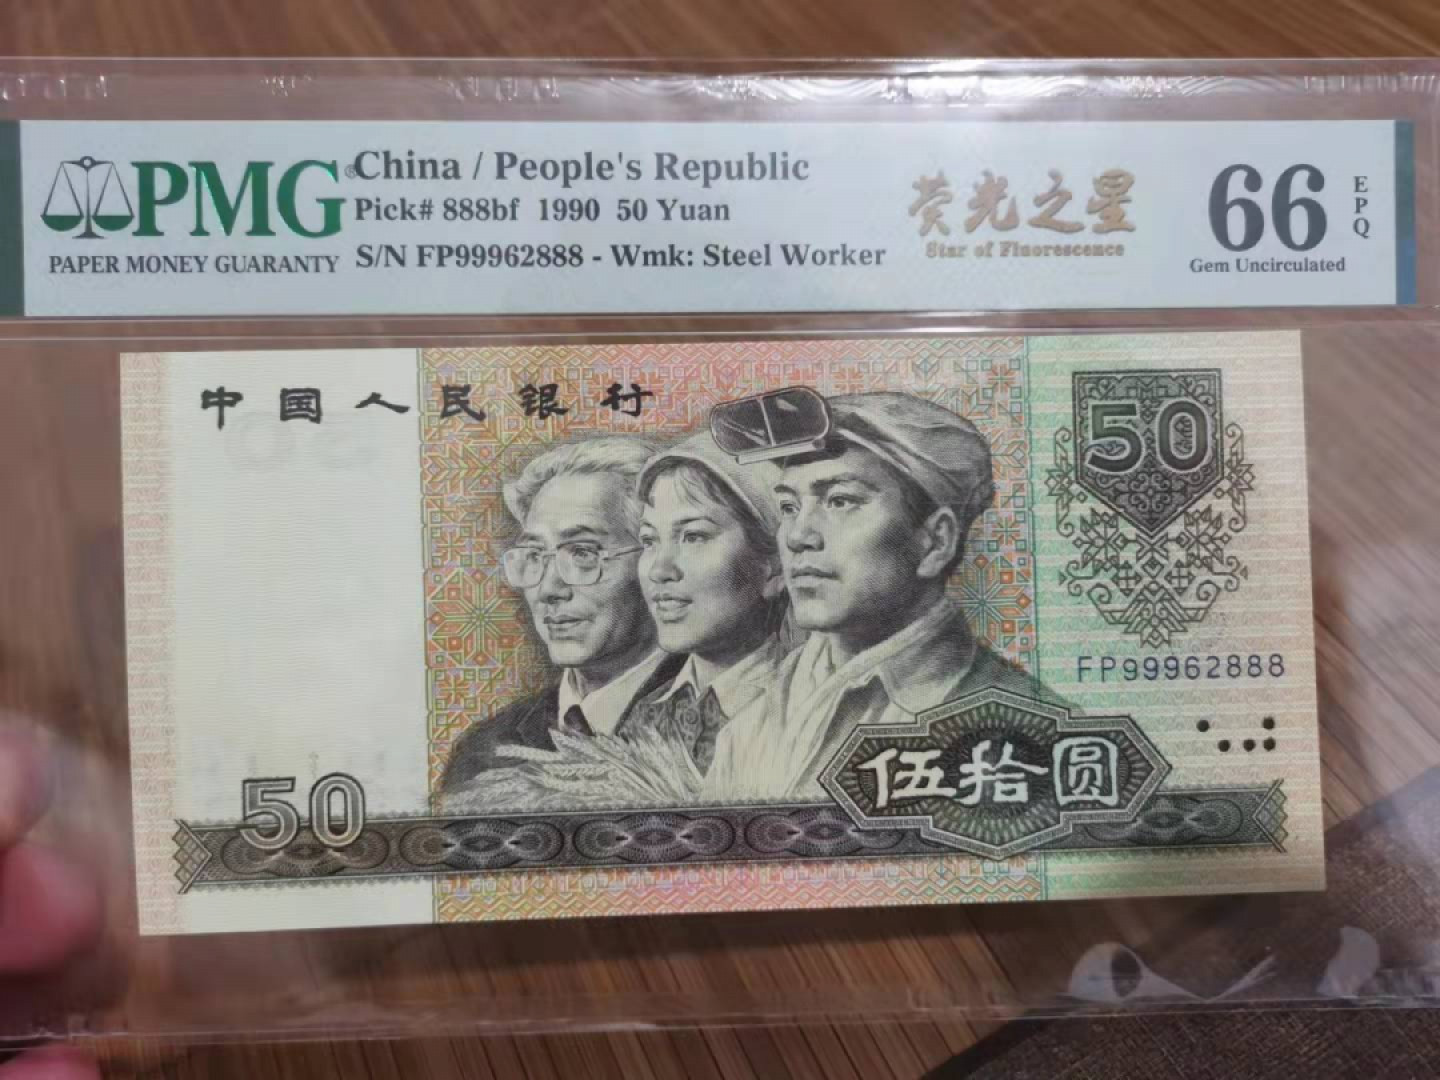 PMG®
PAPER MONEY GUARANTY
China / People's Republic
Pick# 888bf 1990 50 Yuan
S/N FP99962888 - Wmk: Steel Worker
荧光之星
Star of Fluorescence
66
EPQ
Gem Uncirculated
中国人民银行
50
FP99962888
伍拾圆
50